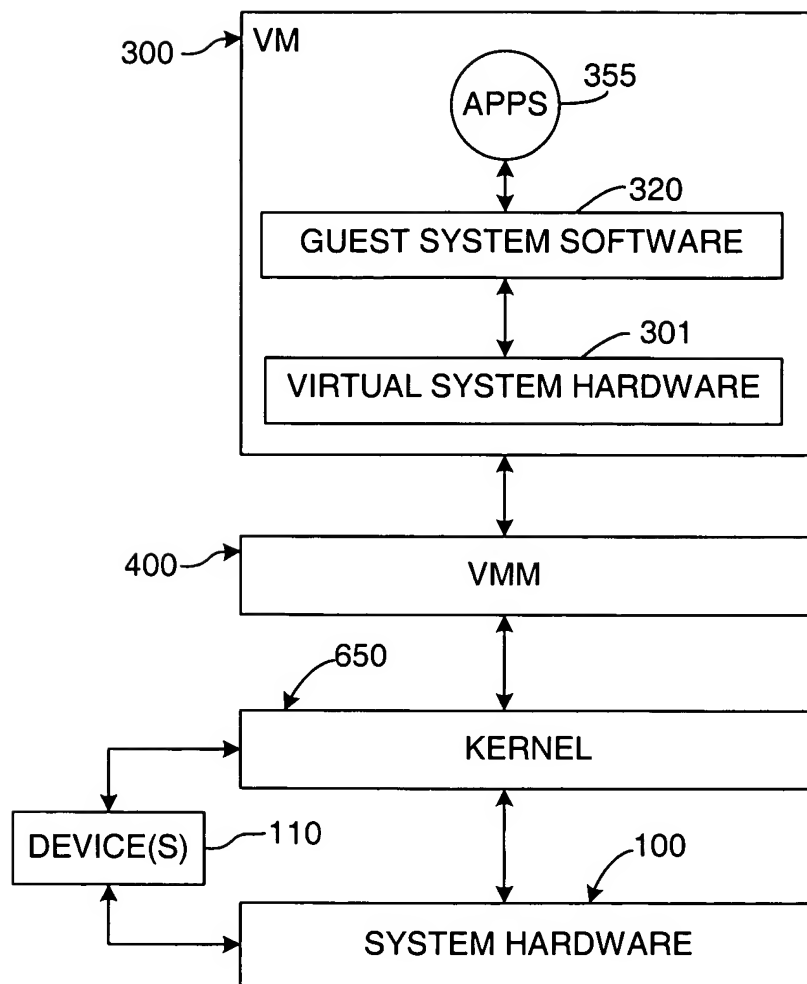 300
VM
APPS
355
320
GUEST SYSTEM SOFTWARE
301
VIRTUAL SYSTEM HARDWARE
400
VMM
650
KERNEL
DEVICE(S)
110
100
SYSTEM HARDWARE